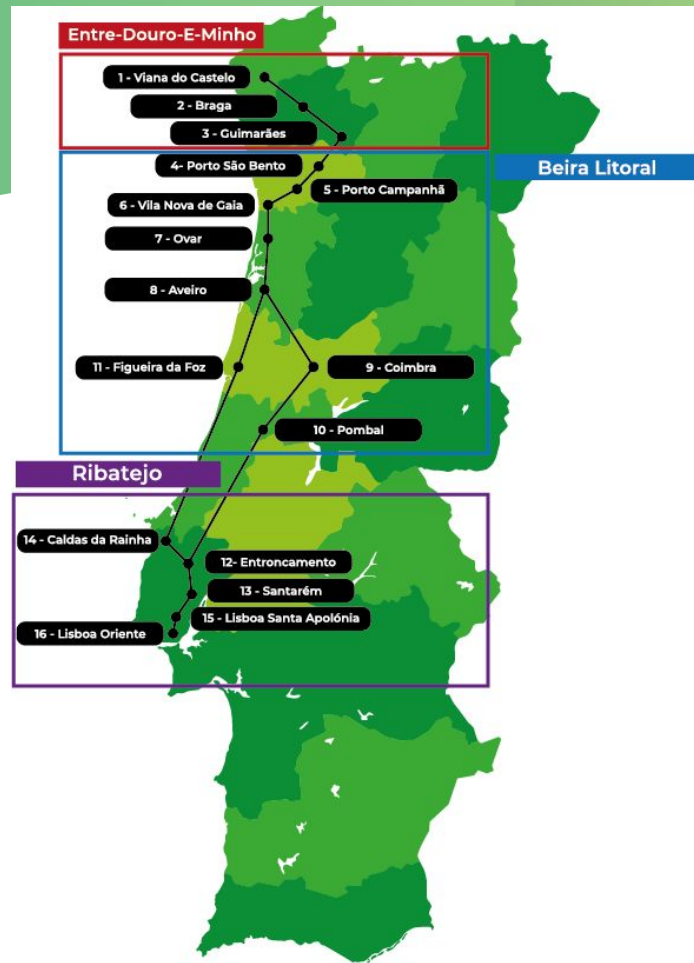 Entre-Douro-E-Minho
1 - Viana do Castelo
2 - Braga
3 - Guimarães
4- Porto São Bento
Beira Litoral
5 - Porto Campanhã
6 - Vila Nova de Gaia
7 - Ovar
8 - Aveiro
11 - Figueira da Foz
9 - Coimbra
10 - Pombal
Ribatejo
14 - Caldas da Rainha
12- Entroncamento
13 - Santarém
15 - Lisboa Santa Apolónia
16 - Lisboa Oriente